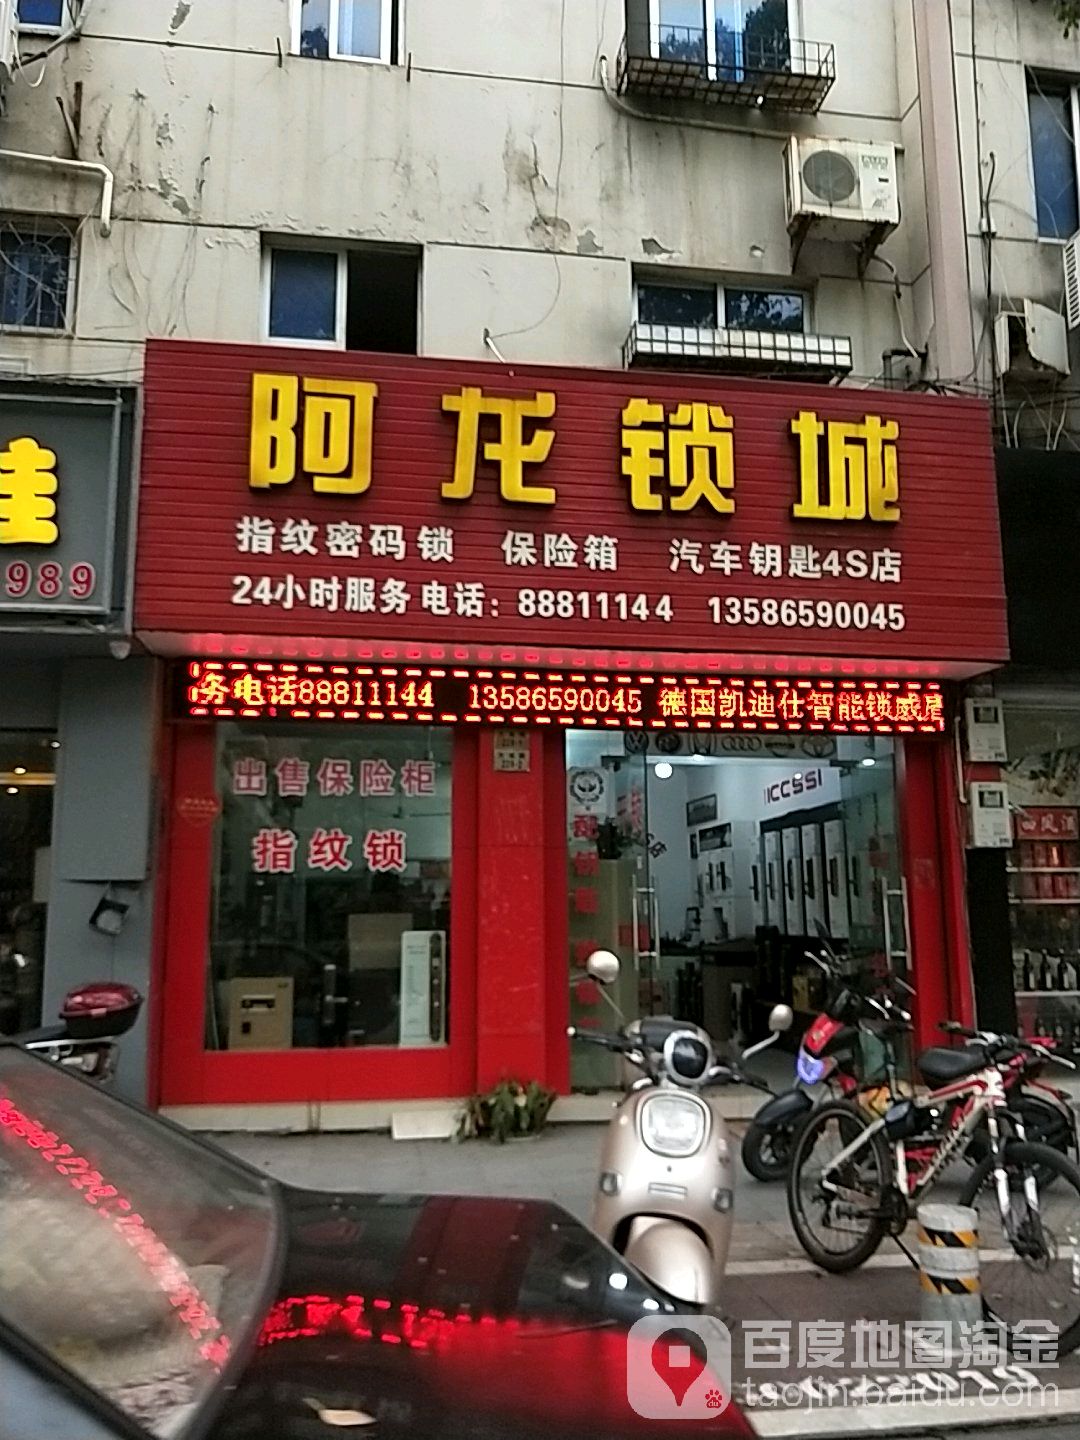 阿龙锁城
指纹密码锁 保险箱 汽车钥匙4S店
24小时服务电话：88811144 13586590045
989
务电话88811144 13586590045 德国凯迪仕智能锁威
出售保险柜
指纹锁
ICCSSI
百度地图淘金
taojin.baidu.com